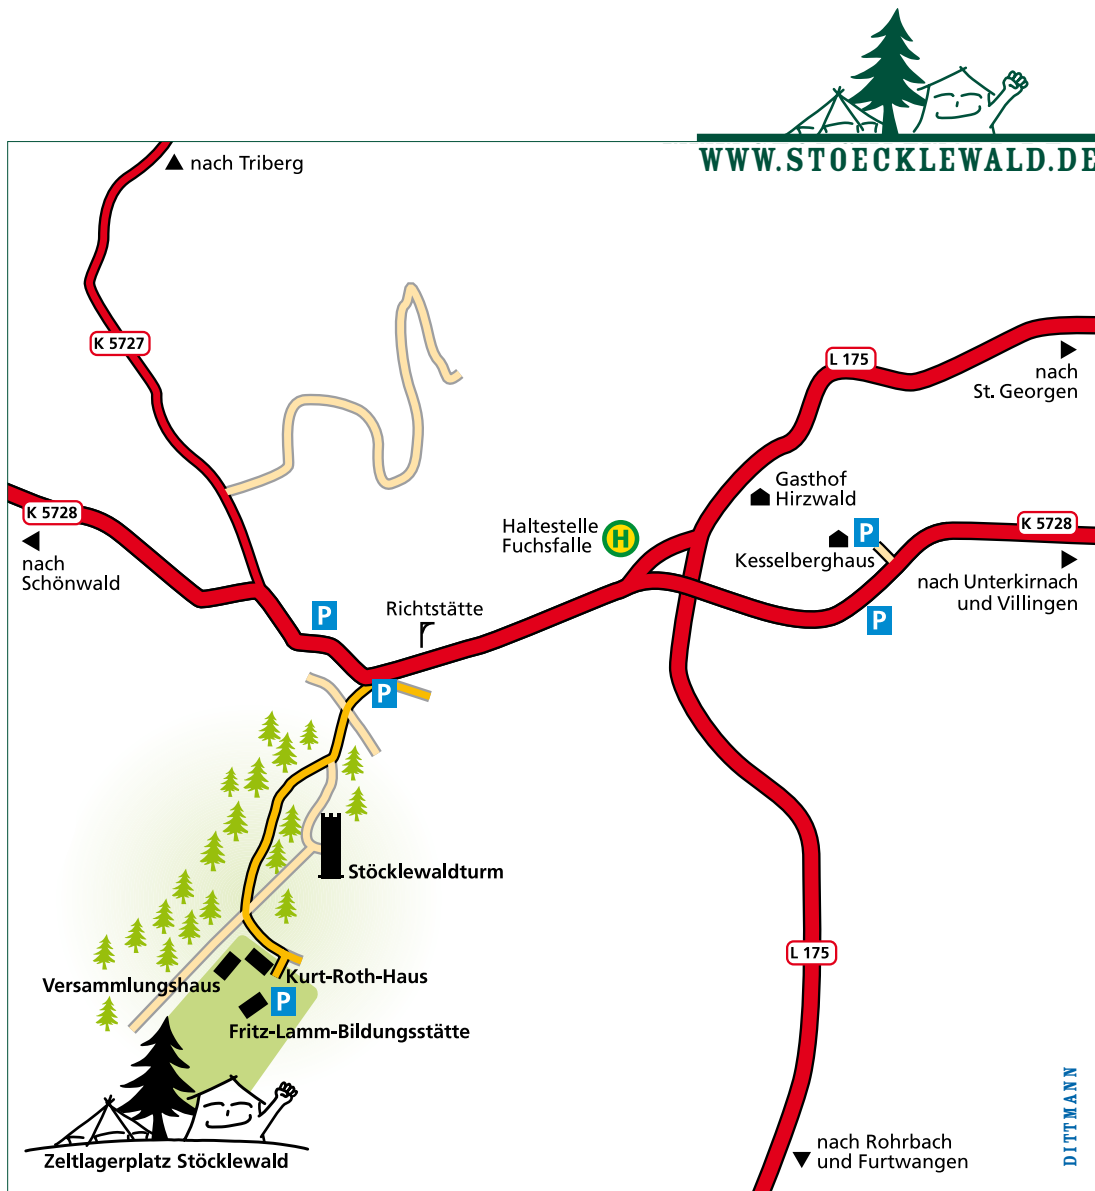 WWW.STOECKLEWALD.DE
nach Triberg
K 5727
L 175
nach
St. Georgen
Gasthof
Hirzwald
K 5728
nach
Schönwald
Haltestelle
Fuchsfalle
H
P
Kesselberghaus
K 5728
nach Unterkirnach
und Villingen
P
Richtstätte
P
P
Stöcklewaldturm
L 175
Versammlungshaus
Kurt-Roth-Haus
P
Fritz-Lamm-Bildungsstätte
Zeltlagerplatz Stöcklewald
nach Rohrbach
und Furtwangen
DITTMANN